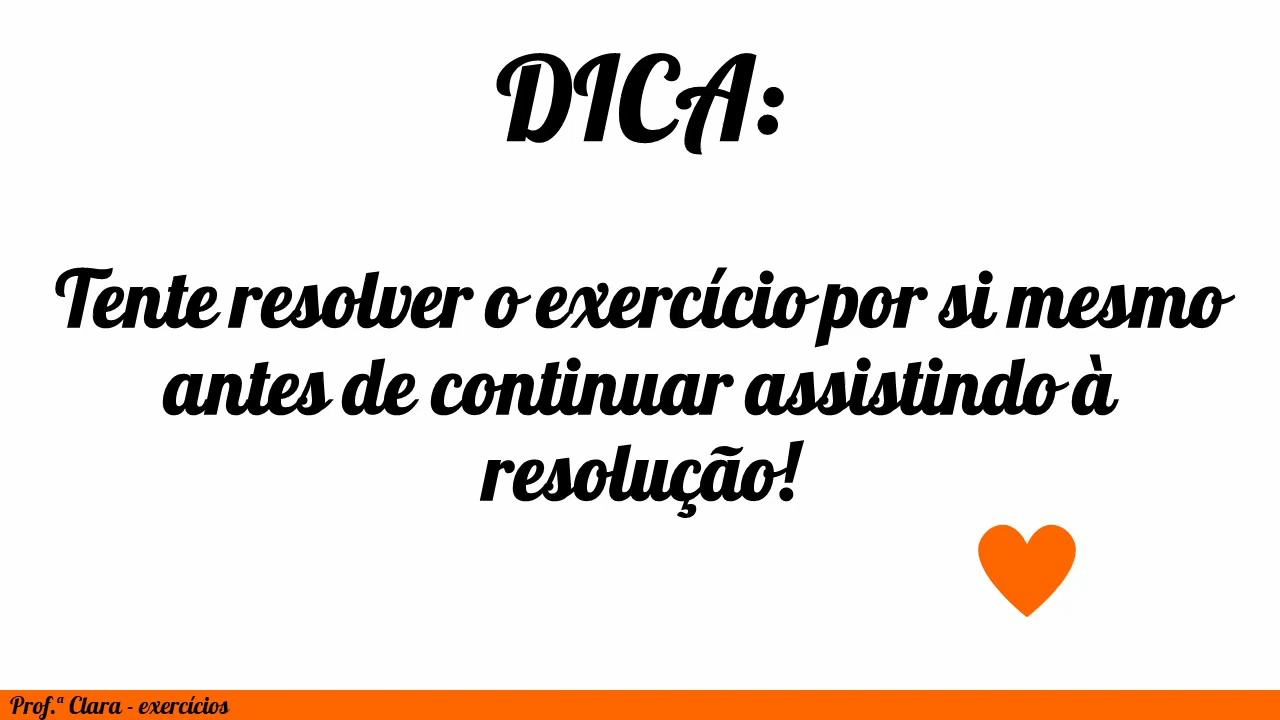 DICA:
Tente resolver o exercício por si mesmo
antes de continuar assistindo à
resolução!
Prof.ª Clara - exercícios